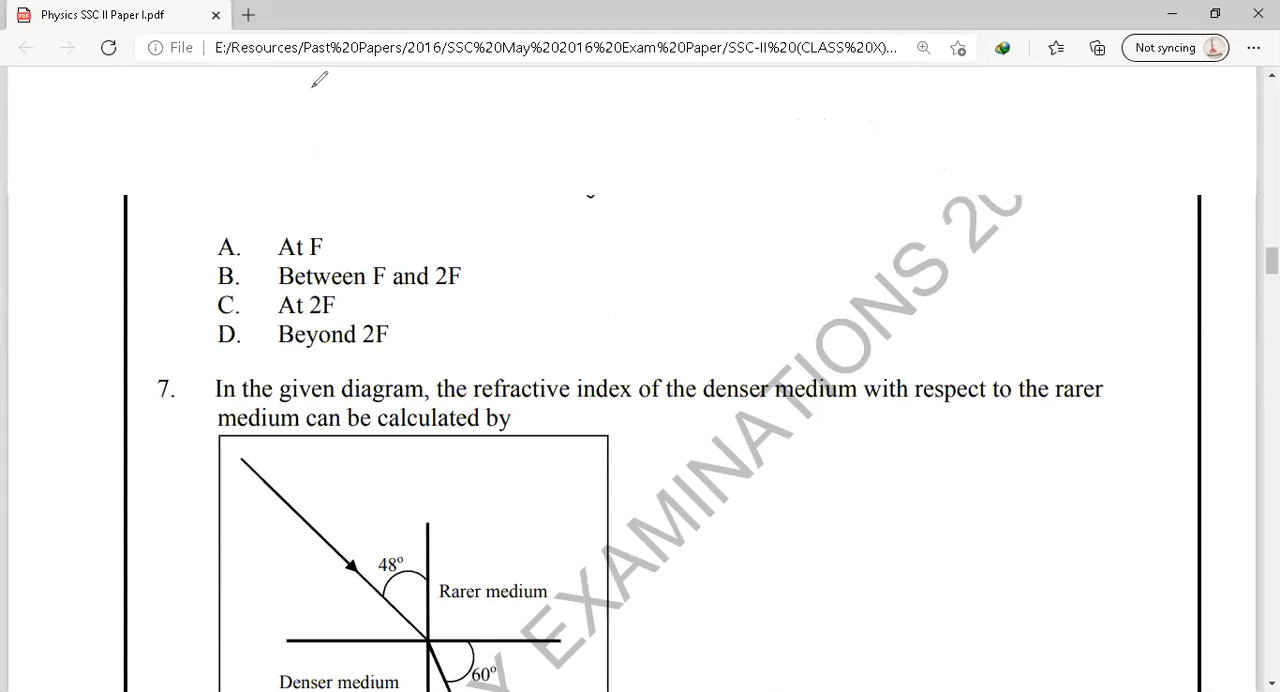 Physics SSC II Paper I.pdf
File | E:/Resources/Past%20Papers/2016/SSC%20May%202016%20Exam%20Paper/SSC-II%20(CLASS%20X)...
Not syncing
A. At F
B. Between F and 2F
C. At 2F
D. Beyond 2F
7. In the given diagram, the refractive index of the denser medium with respect to the rarer
medium can be calculated by
48º
Rarer medium
60º
Denser medium
EXAMINATIONS